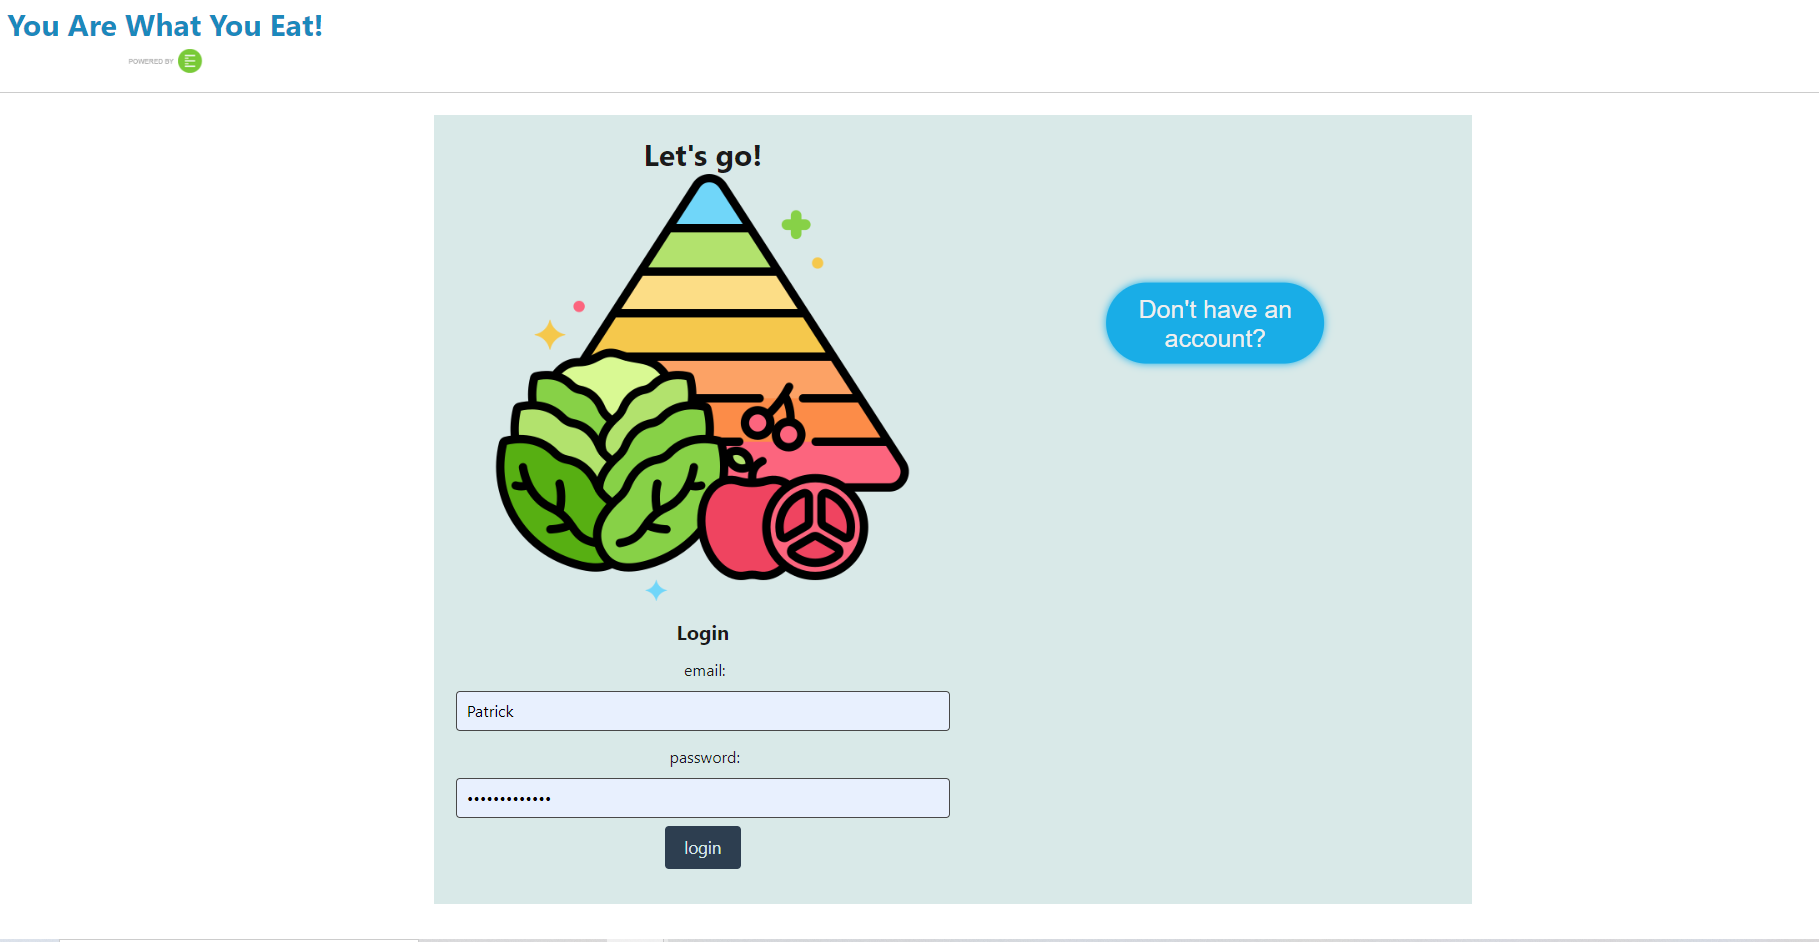 You Are What You Eat!
POWERED BY
Let's go!
Don't have an
account?
Login
email:
Patrick
password:
•••••••••••••
login